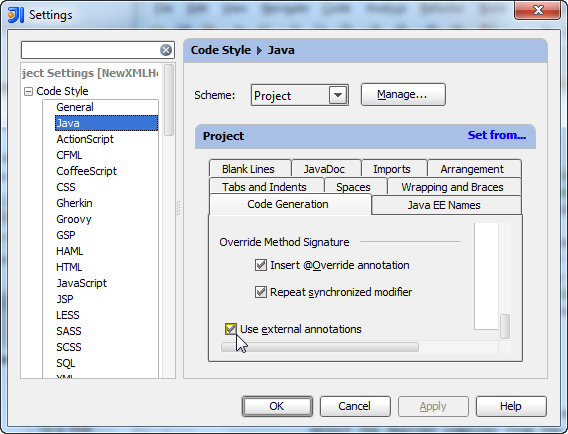 Settings
ject Settings [NewXMLHe
Code Style
General
Java
ActionScript
CFML
CoffeeScript
CSS
Gherkin
Groovy
GSP
HAML
HTML
JavaScript
JSP
LESS
SASS
SCSS
SQL
Code Style Java
Scheme: Project Manage...
Project Set from...
Blank Lines JavaDoc Imports Arrangement
Tabs and Indents Spaces Wrapping and Braces
Code Generation Java EE Names
Override Method Signature
Insert @Override annotation
Repeat synchronized modifier
Use external annotations
OK Cancel Apply Help